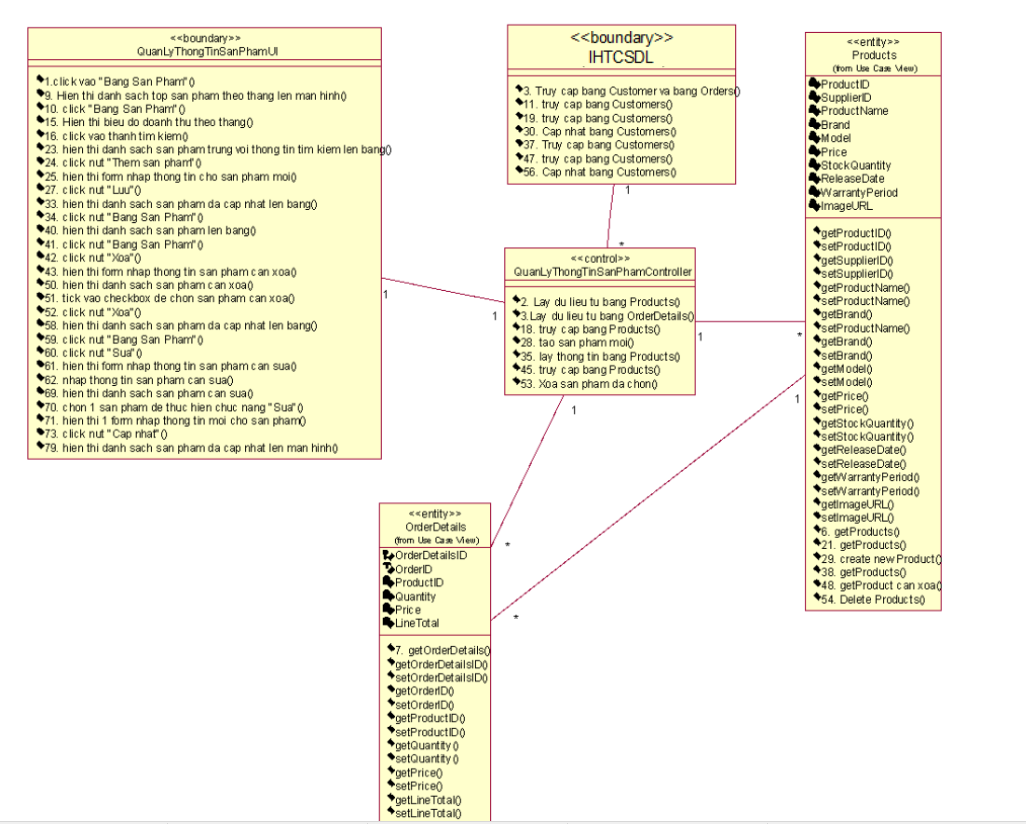 <<boundary>>
QuanLyThongTinSanPhamUI
1.click vao "Bang San Pham"()
9. Hien thi danh sach top san pham theo thang len man hinh()
10. click "Bang San Pham"()
15. Hien thi bieu do doanh thu theo thang()
16. click vao thanh tim kiem()
23. hien thi danh sach san pham trung voi thong tin tim kiem len bang()
24. click nut "Them san pham"()
25. hien thi form nhap thong tin cho san pham moi()
27. click nut "Luu"()
33. hien thi danh sach san pham da cap nhat len bang()
34. click nut "Bang San Pham"()
40. hien thi danh sach san pham len bang()
41. click nut "Bang San Pham"()
42. click nut "Xoa"()
43. hien thi form nhap thong tin san pham can xoa()
50. hien thi danh sach san pham can xoa()
51. tick vao checkbox de chon san pham can xoa()
52. click nut "Xoa"()
58. hien thi danh sach san pham da cap nhat len bang()
59. click nut "Bang San Pham"()
60. click nut "Sua"()
61. hien thi form nhap thong tin san pham can sua()
62. nhap thong tin san pham can sua()
69. hien thi danh sach san pham can sua()
70. chon 1 san pham de thuc hien chuc nang "Sua"()
71. hien thi 1 form nhap thong tin moi cho san pham()
73. click nut "Cap nhat"()
79. hien thi danh sach san pham da cap nhat len man hinh()
<<boundary>>
IHTCSDL
3. Truy cap bang Customer va bang Orders()
11. truy cap bang Customers()
19. truy cap bang Customers()
30. Cap nhat bang Customers()
37. Truy cap bang Customers()
47. truy cap bang Customers()
56. Cap nhat bang Customers()
1
*
<<control>>
QuanLyThongTinSanPhamController
2. Lay du lieu tu bang Products()
3.Lay du lieu tu bang OrderDetails()
18. truy cap bang Products()
28. tao san pham moi()
35. lay thong tin bang Products()
45. truy cap bang Products()
53. Xoa san pham da chon()
1
1
1
*
1
*
1
*
<<entity>>
Products
(from Use Case View)
ProductID
SupplierID
ProductName
Brand
Model
Price
StockQuantity
ReleaseDate
WarrantyPeriod
ImageURL
getProductID()
setProductID()
getSupplierID()
setSupplierID()
getProductName()
setProductName()
getBrand()
setProductName()
getBrand()
setBrand()
getModel()
setModel()
getPrice()
setPrice()
getStockQuantity()
setStockQuantity()
getReleaseDate()
setReleaseDate()
getWarrantyPeriod()
setWarrantyPeriod()
getImageURL()
setImageURL()
6. getProducts()
21. getProducts()
29. create new Product()
38. getProducts()
48. getProduct can xoa()
54. Delete Products()
<<entity>>
OrderDetails
(from Use Case View)
OrderDetailsID
OrderID
ProductID
Quantity
Price
LineTotal
7. getOrderDetails()
getOrderDetailsID()
setOrderDetailsID()
getOrderID()
setOrderID()
getProductID()
setProductID()
getQuantity()
setQuantity()
getPrice()
setPrice()
getLineTotal()
setLineTotal()